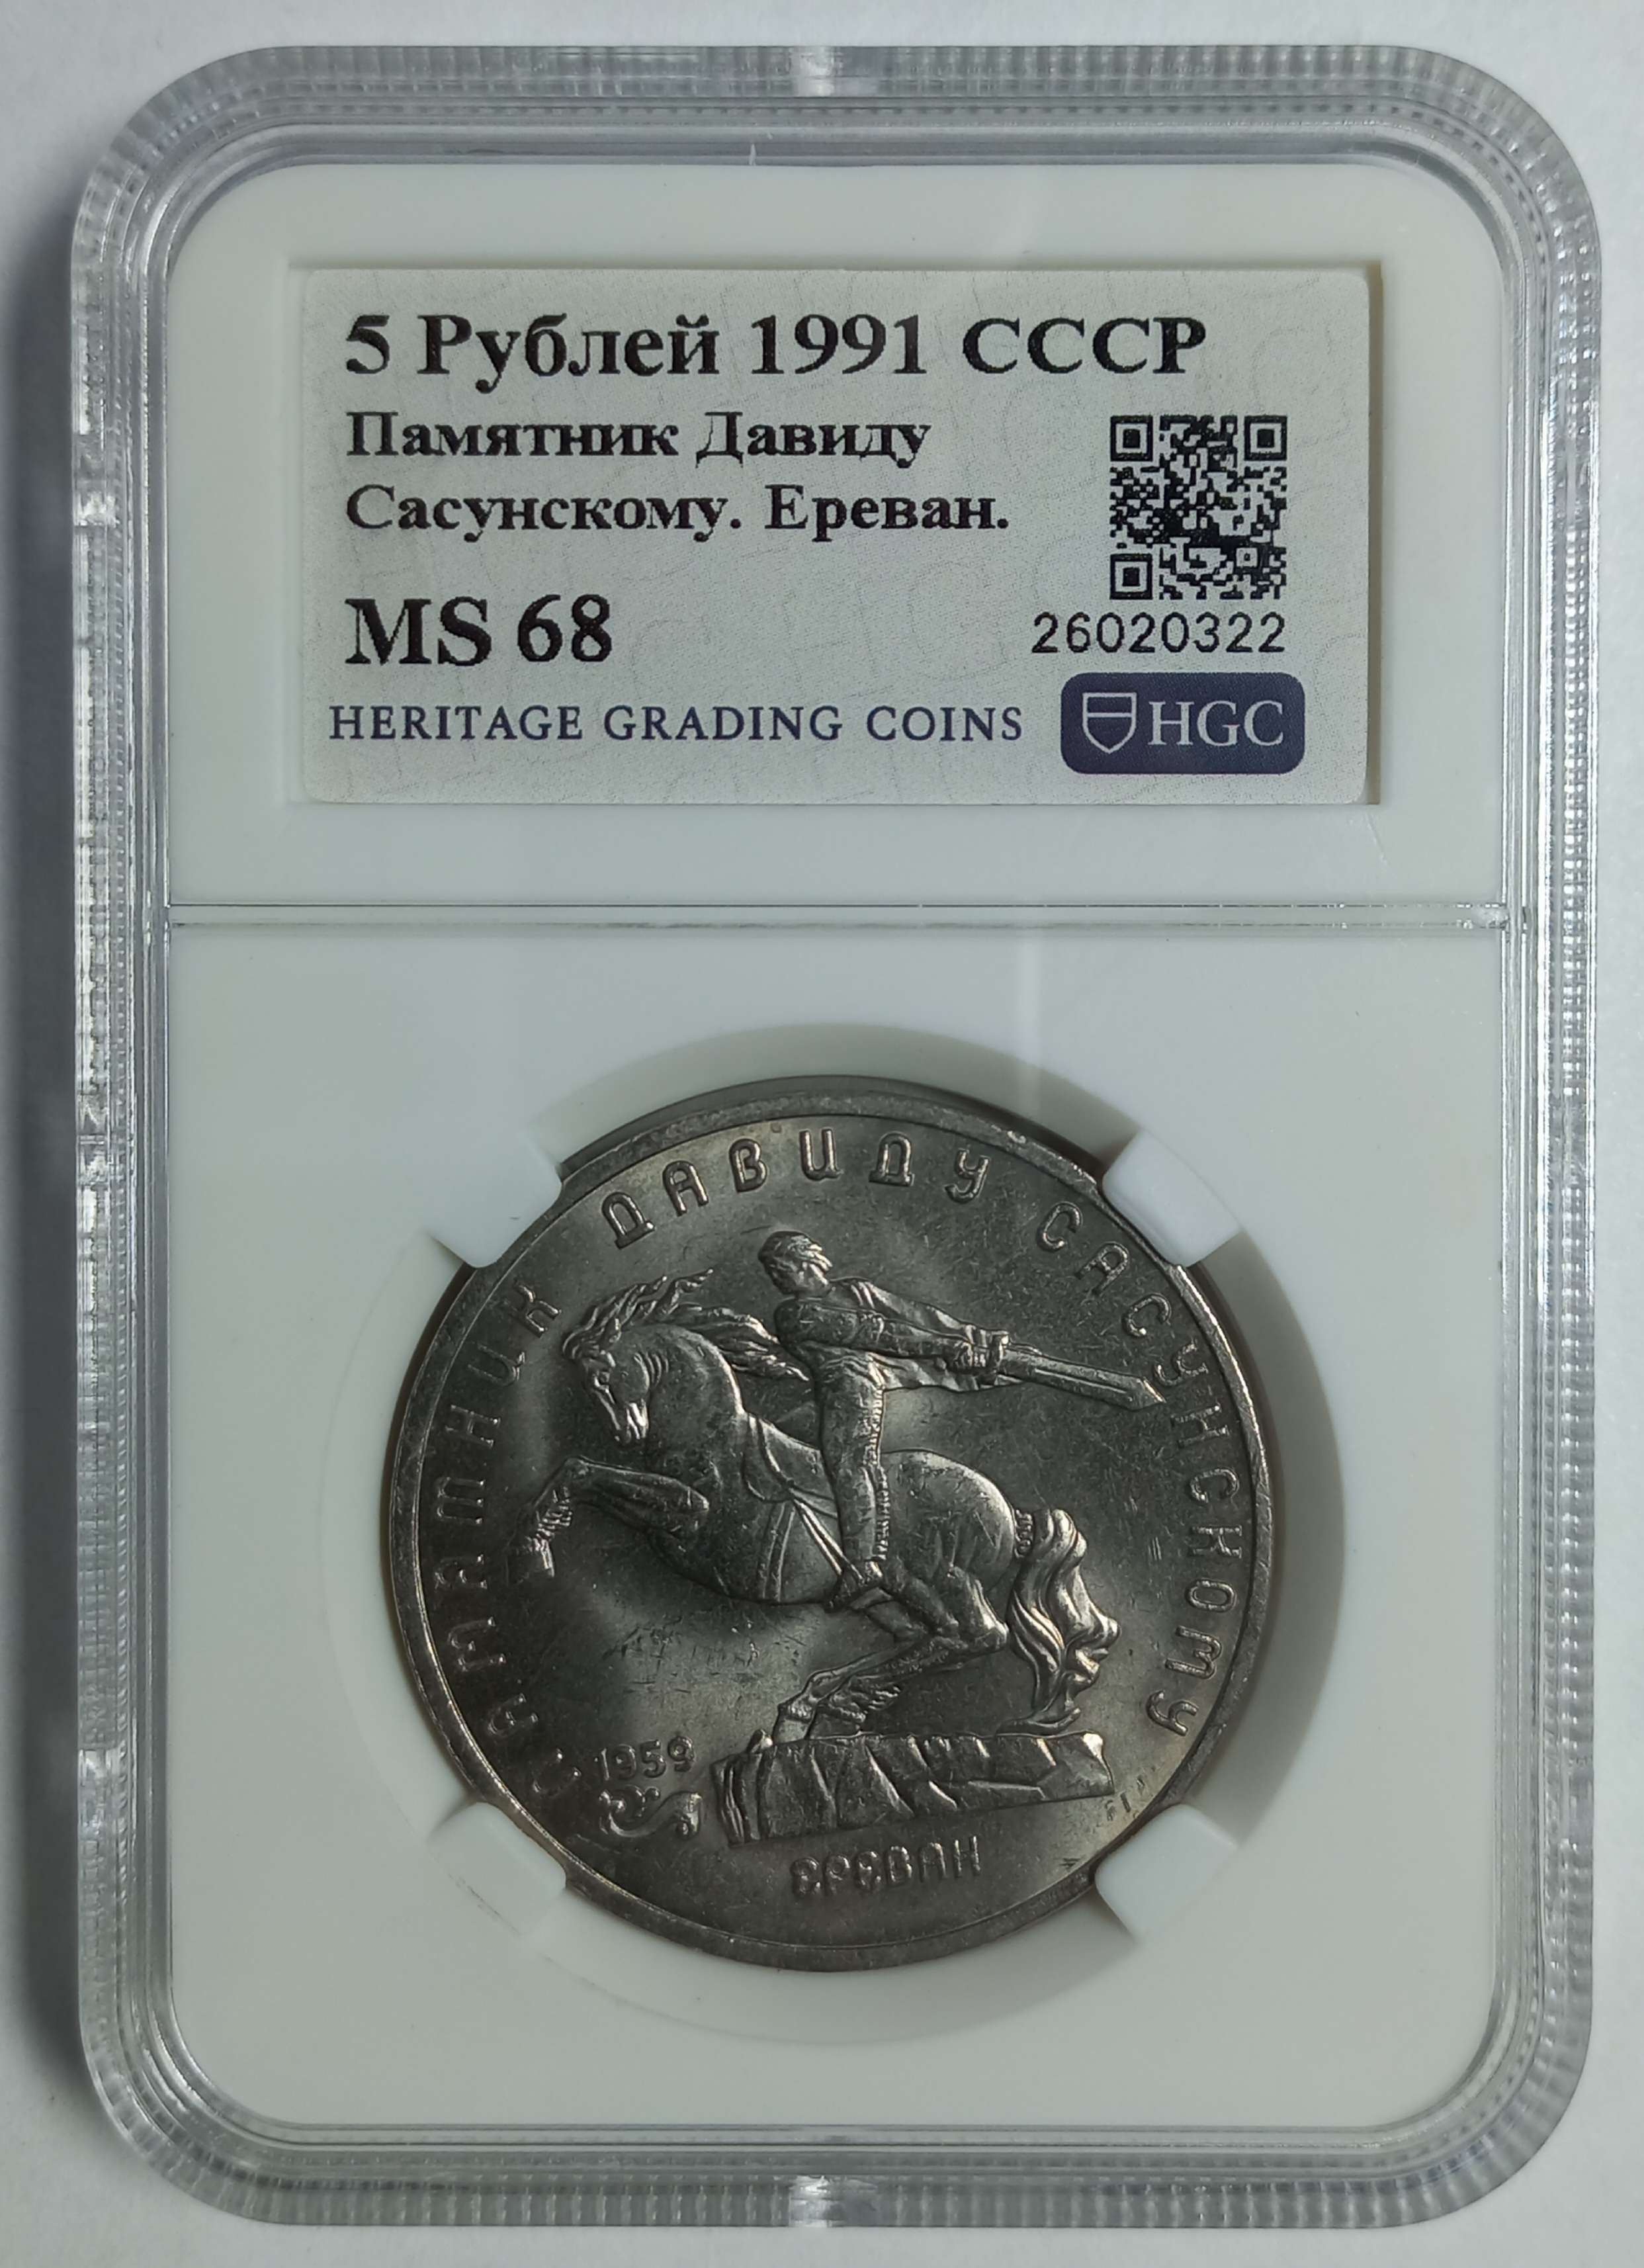 5 Рублей 1991 СССР
Памятник Давиду
Сасунскому. Ереван.
MS 68
26020322
HERITAGE GRADING COINS
HGC
ПАМЯТНИК ДАВИДУ САСУНСКОМУ
1959
ЕРЕВАН